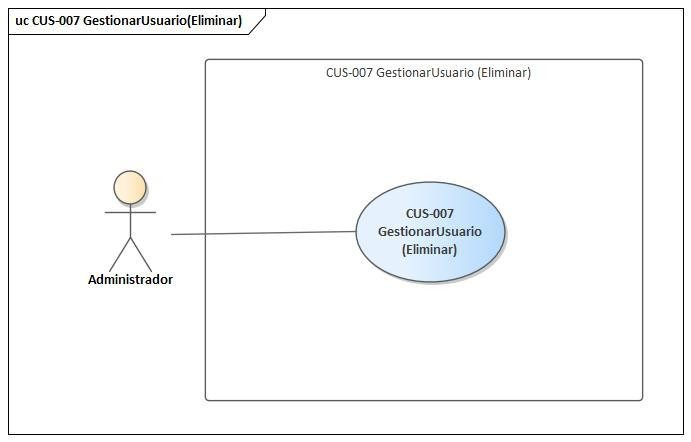 uc CUS-007 GestionarUsuario(Eliminar)
CUS-007 GestionarUsuario (Eliminar)
CUS-007
GestionarUsuario
(Eliminar)
Administrador